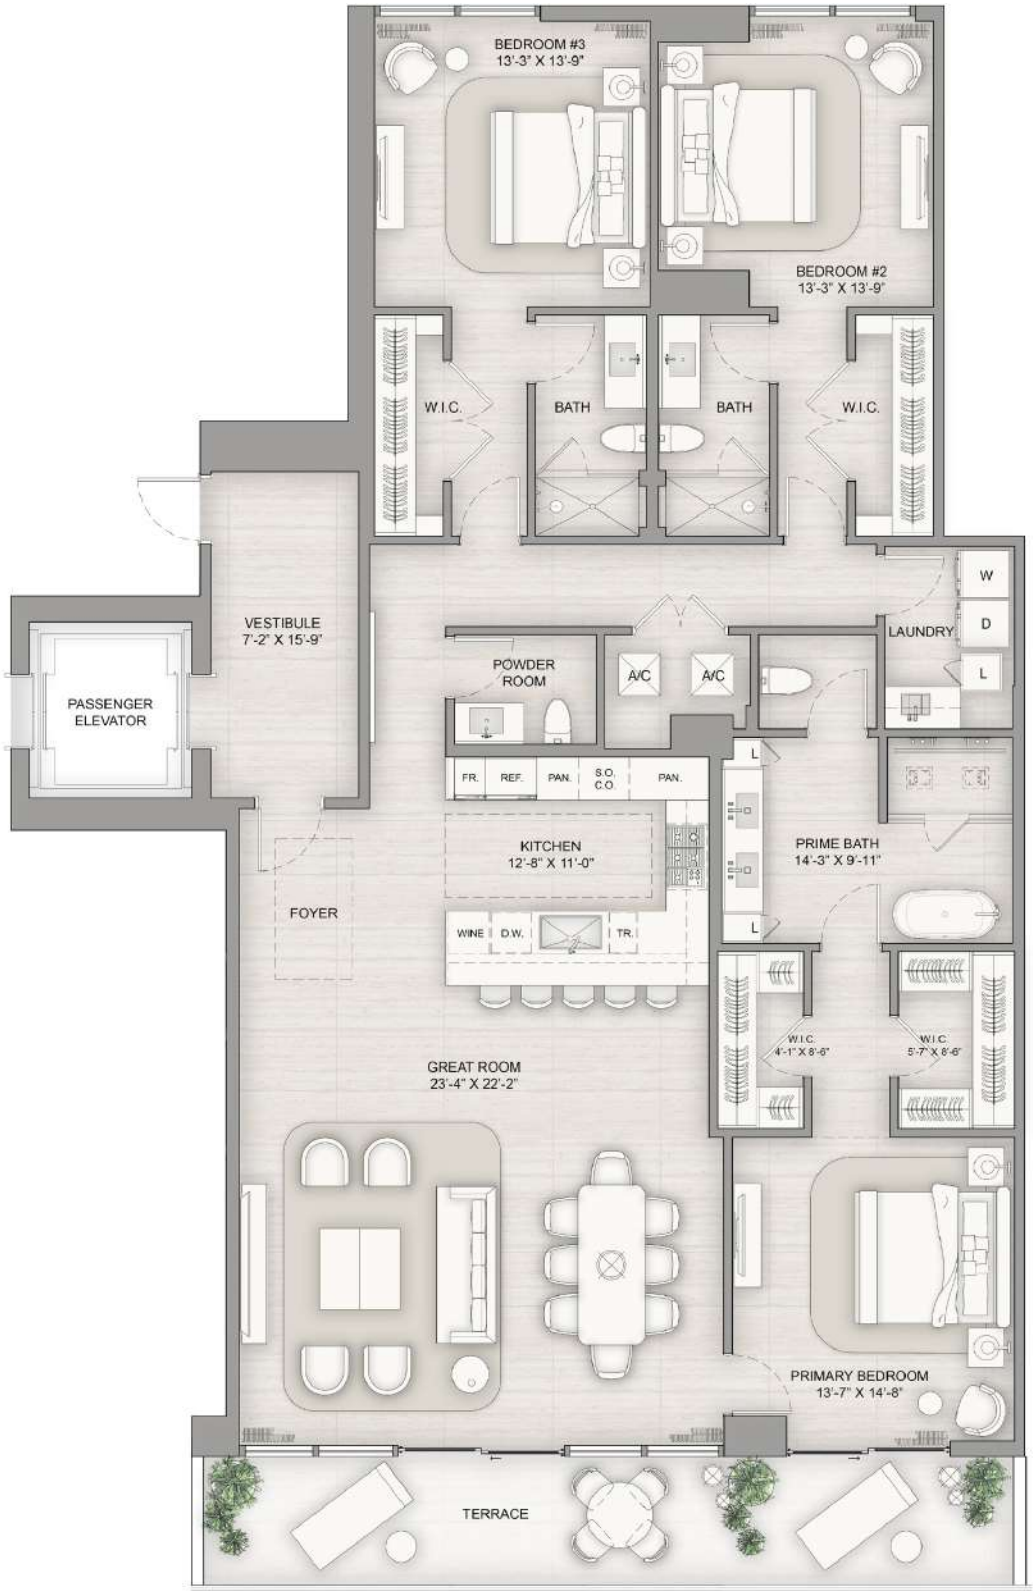 BEDROOM #3
13'-3" X 13'-9"
BEDROOM #2
13'-3" X 13'-9"
W.I.C.
BATH
BATH
W.I.C.
VESTIBULE
7'-2" X 15'-9"
W
D
LAUNDRY
L
POWDER
ROOM
A/C
A/C
PASSENGER
ELEVATOR
FR.
REF.
PAN.
S.O.
C.O.
PAN.
L
KITCHEN
12'-8" X 11'-0"
PRIME BATH
14'-3" X 9'-11"
FOYER
WINE
D.W.
TR.
L
W.I.C.
4'-1" X 8'-6"
W.I.C.
5'-7" X 8'-6"
GREAT ROOM
23'-4" X 22'-2"
PRIMARY BEDROOM
13'-7" X 14'-8"
TERRACE